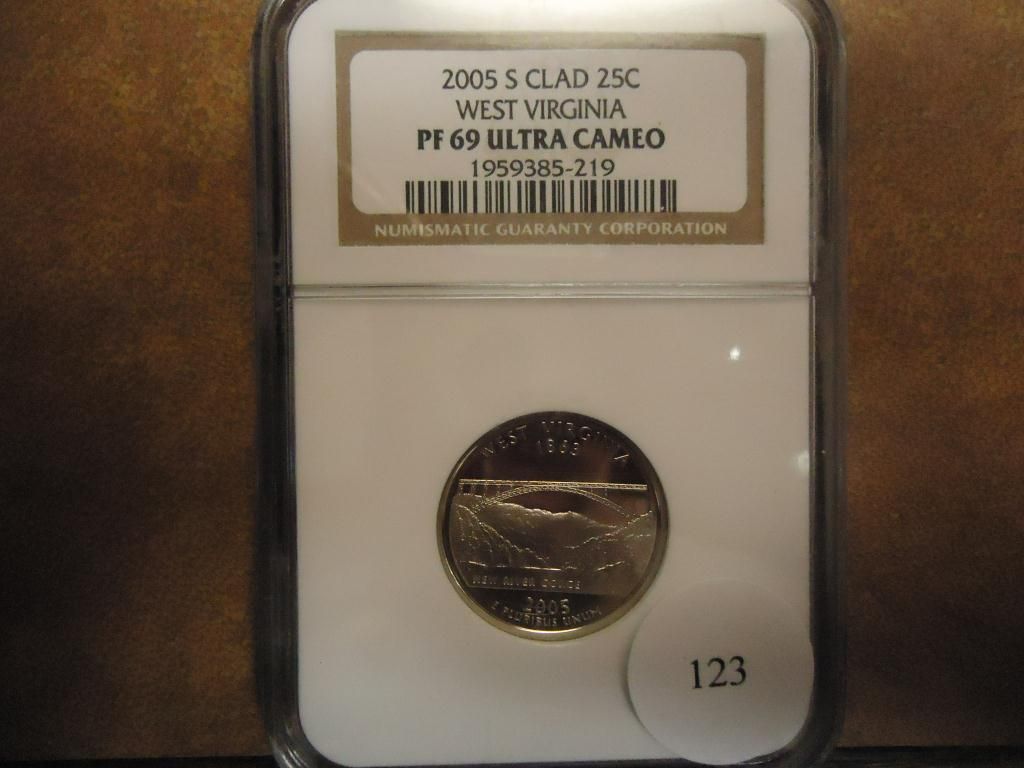 2005 S CLAD 25C
WEST VIRGINIA
PF 69 ULTRA CAMEO
1959385-219
NUMISMATIC GUARANTY CORPORATION
WEST VIRGINIA
1863
NEW RIVER GORGE
2005
E PLURIBUS UNUM
123